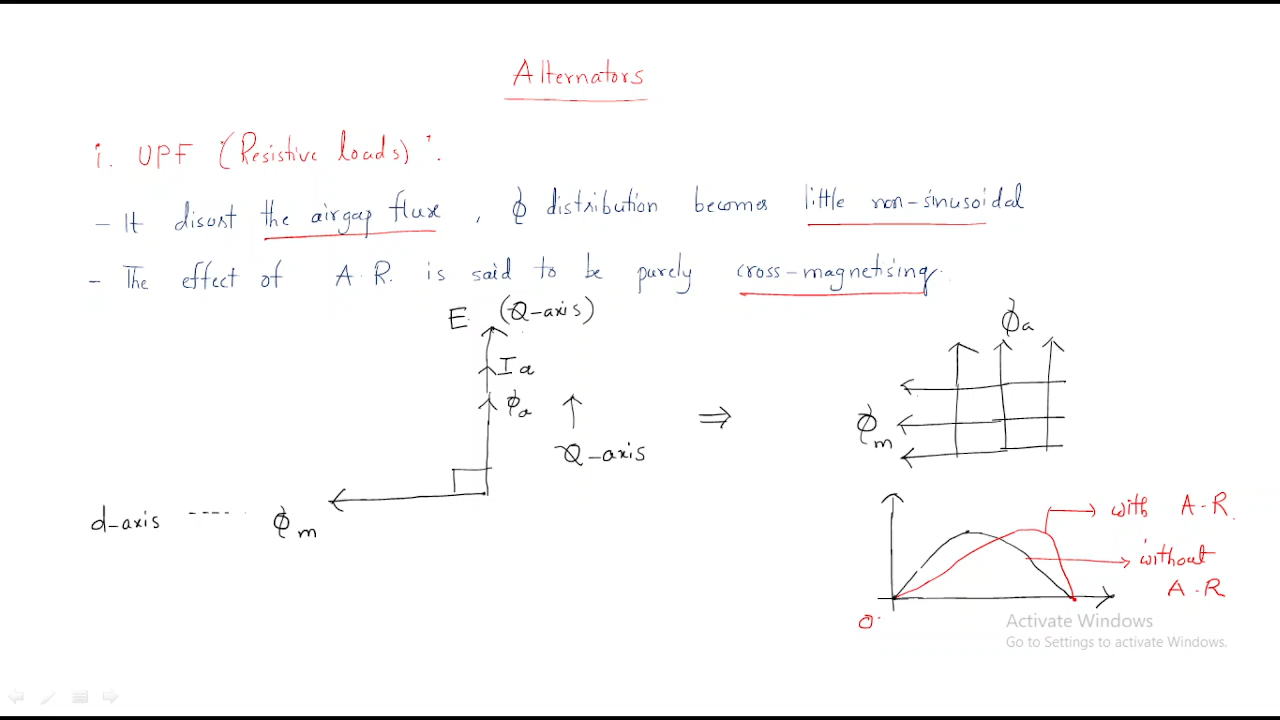 Alternators
i. UPF (Resistive loads) :
- It disort the airgap flux, ϕ distribution becomes little non-sinusoidal
- The effect of A.R. is said to be purely cross-magnetising.
E (Q-axis)
Ia
ϕa
Q-axis
⇒
d-axis ---- ϕm
ϕa
ϕm
with A-R.
without
A-R
0
Activate Windows
Go to Settings to activate Windows.